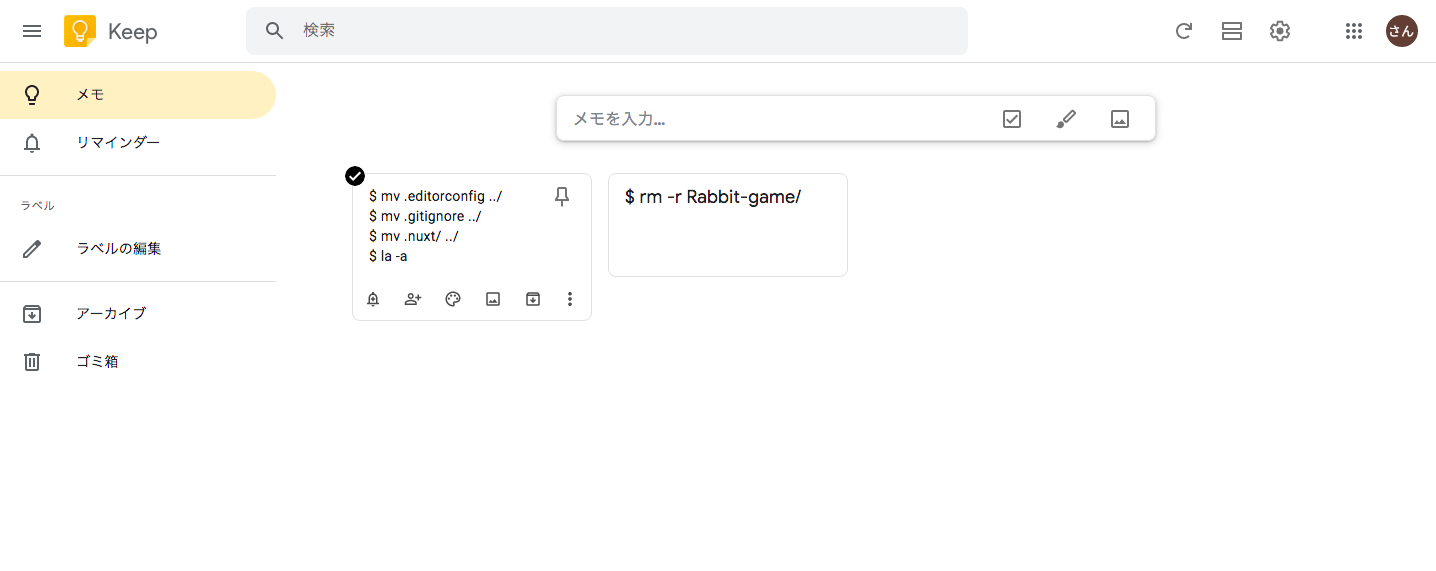 Keep
検索
さん
メモ
リマインダー
ラベル
ラベルの編集
アーカイブ
ゴミ箱
メモを入力...
$ mv .editorconfig ../
$ mv .gitignore ../
$ mv .nuxt/ ../
$ la -a
$ rm -r Rabbit-game/